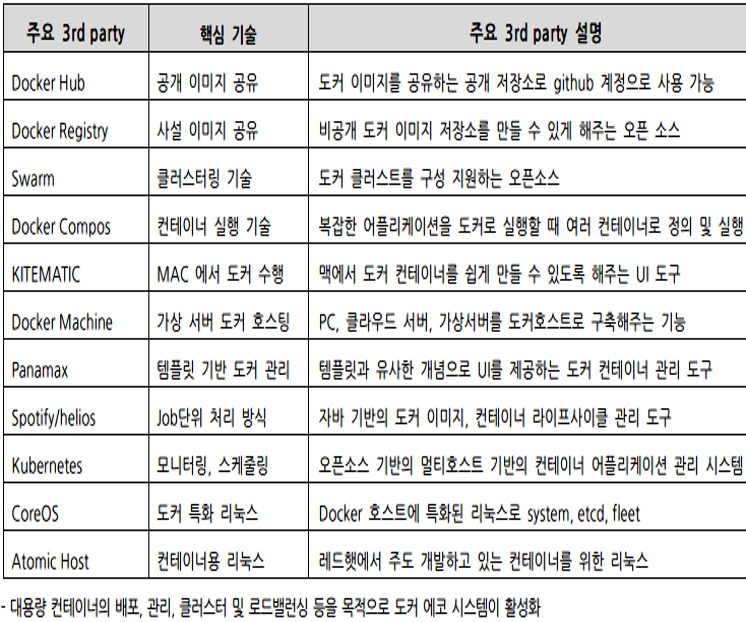 주요 3rd party 핵심 기술 주요 3rd party 설명
Docker Hub 공개 이미지 공유 도커 이미지를 공유하는 공개 저장소로 github 계정으로 사용 가능
Docker Registry 사설 이미지 공유 비공개 도커 이미지 저장소를 만들 수 있게 해주는 오픈 소스
Swarm 클러스터링 기술 도커 클러스트를 구성 지원하는 오픈소스
Docker Compos 컨테이너 실행 기술 복잡한 어플리케이션을 도커로 실행할 때 여러 컨테이너로 정의 및 실행
KITEMATIC MAC 에서 도커 수행 맥에서 도커 컨테이너를 쉽게 만들 수 있도록 해주는 UI 도구
Docker Machine 가상 서버 도커 호스팅 PC, 클라우드 서버, 가상서버를 도커호스트로 구축해주는 기능
Panamax 템플릿 기반 도커 관리 템플릿과 유사한 개념으로 UI를 제공하는 도커 컨테이너 관리 도구
Spotify/helios Job단위 처리 방식 자바 기반의 도커 이미지, 컨테이너 라이프사이클 관리 도구
Kubernetes 모니터링, 스케줄링 오픈소스 기반의 멀티호스트 기반의 컨테이너 어플리케이션 관리 시스템
CoreOS 도커 특화 리눅스 Docker 호스트에 특화된 리눅스로 system, etcd, fleet
Atomic Host 컨테이너용 리눅스 레드햇에서 주도 개발하고 있는 컨테이너를 위한 리눅스
- 대용량 컨테이너의 배포, 관리, 클러스터 및 로드밸런싱 등을 목적으로 도커 에코 시스템이 활성화